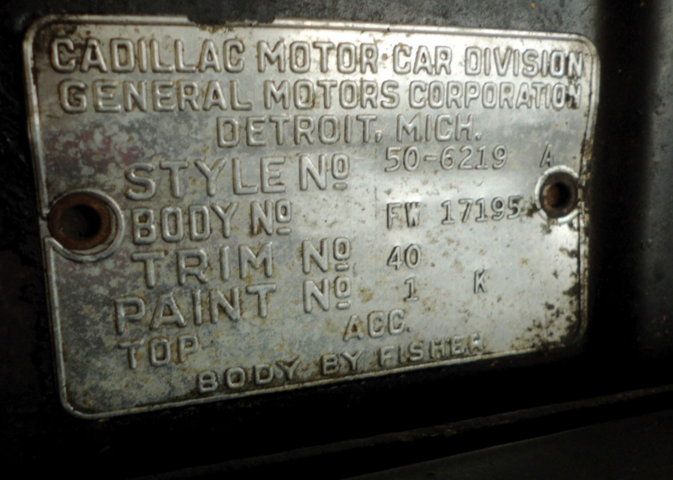 CADILLAC MOTOR CAR DIVISION
GENERAL MOTORS CORPORATION
DETROIT, MICH.
STYLE Nº 50-6219 A
BODY Nº FW 17195
TRIM Nº 40
PAINT Nº 1 K
TOP ACC.
BODY BY FISHER